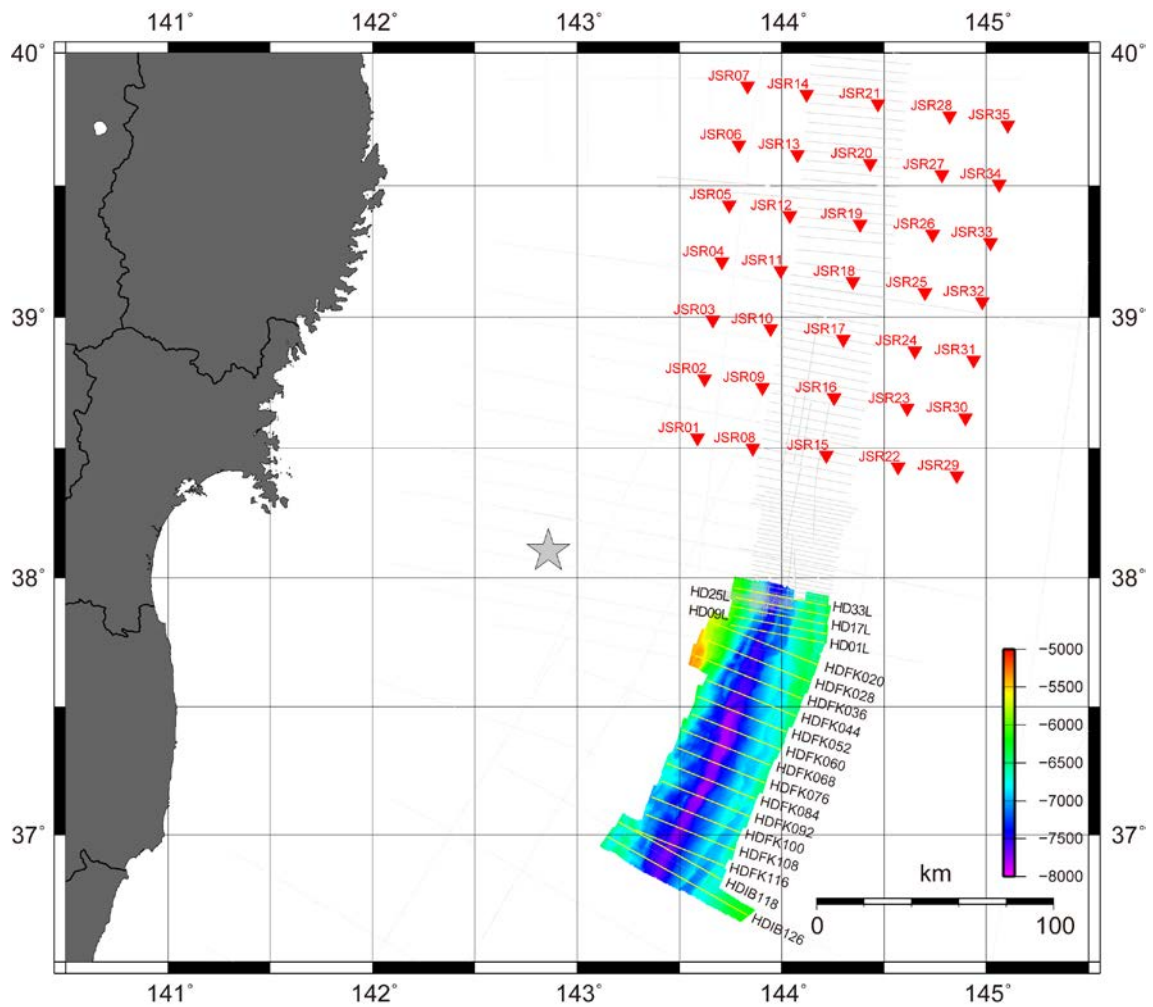 141° 142° 143° 144° 145°
40° 40°
JSR07 JSR14 JSR21 JSR28 JSR35
JSR06 JSR13 JSR20 JSR27 JSR34
JSR05 JSR12 JSR19 JSR26 JSR33
JSR04 JSR11 JSR18 JSR25 JSR32
39° 39°
JSR03 JSR10 JSR17 JSR24 JSR31
JSR02 JSR09 JSR16 JSR23 JSR30
JSR01 JSR08 JSR15 JSR22 JSR29
38° 38°
HD25L HD33L
HD09L HD17L
HD01L
HDFK020
HDFK028
HDFK036
HDFK044
HDFK052
HDFK060
HDFK068
HDFK076
HDFK084
HDFK092
HDFK100
HDFK108
HDFK116
HDIB118
HDIB126
−5000
−5500
−6000
−6500
−7000
−7500
−8000
37° 37°
km
0 100
141° 142° 143° 144° 145°